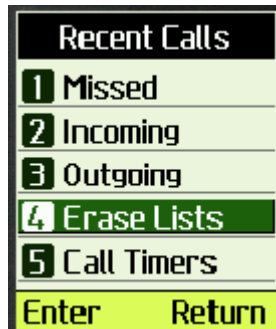 Recent Calls
1 Missed
2 Incoming
3 Outgoing
4 Erase Lists
5 Call Timers
Enter Return